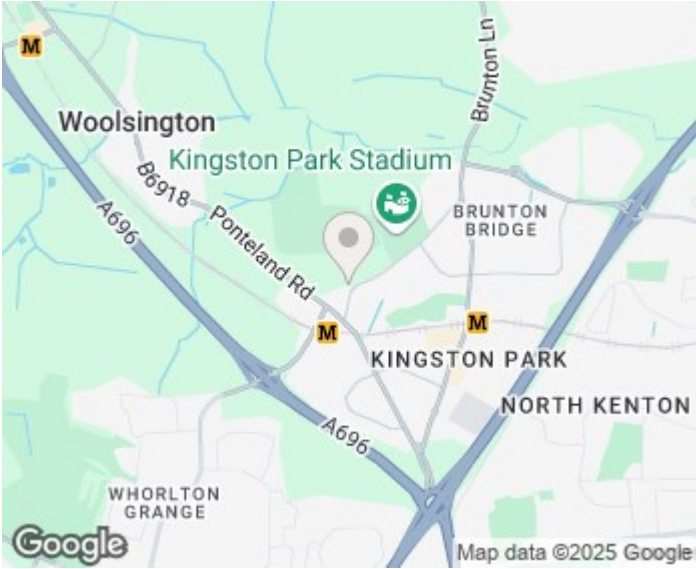 M
Brunton Ln
Woolsington
Kingston Park Stadium
B6918
BRUNTON
BRIDGE
A696
Ponteland Rd
M
M
KINGSTON PARK
NORTH KENTON
A696
WHORLTON
GRANGE
Google
Map data ©2025 Google